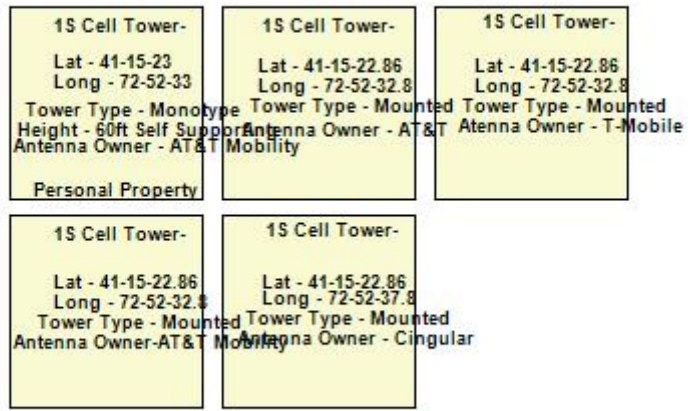 1S Cell Tower-
Lat - 41-15-23
Long - 72-52-33
Tower Type - Monotype
Height - 60ft Self Supporting
Antenna Owner - AT&T Mobility
Personal Property
1S Cell Tower-
Lat - 41-15-22.86
Long - 72-52-32.8
Tower Type - Mounted
Antenna Owner - AT&T
1S Cell Tower-
Lat - 41-15-22.86
Long - 72-52-32.8
Tower Type - Mounted
Atenna Owner - T-Mobile
1S Cell Tower-
Lat - 41-15-22.86
Long - 72-52-32.8
Tower Type - Mounted
Antenna Owner-AT&T Mobility
1S Cell Tower-
Lat - 41-15-22.86
Long - 72-52-37.8
Tower Type - Mounted
Antenna Owner - Cingular